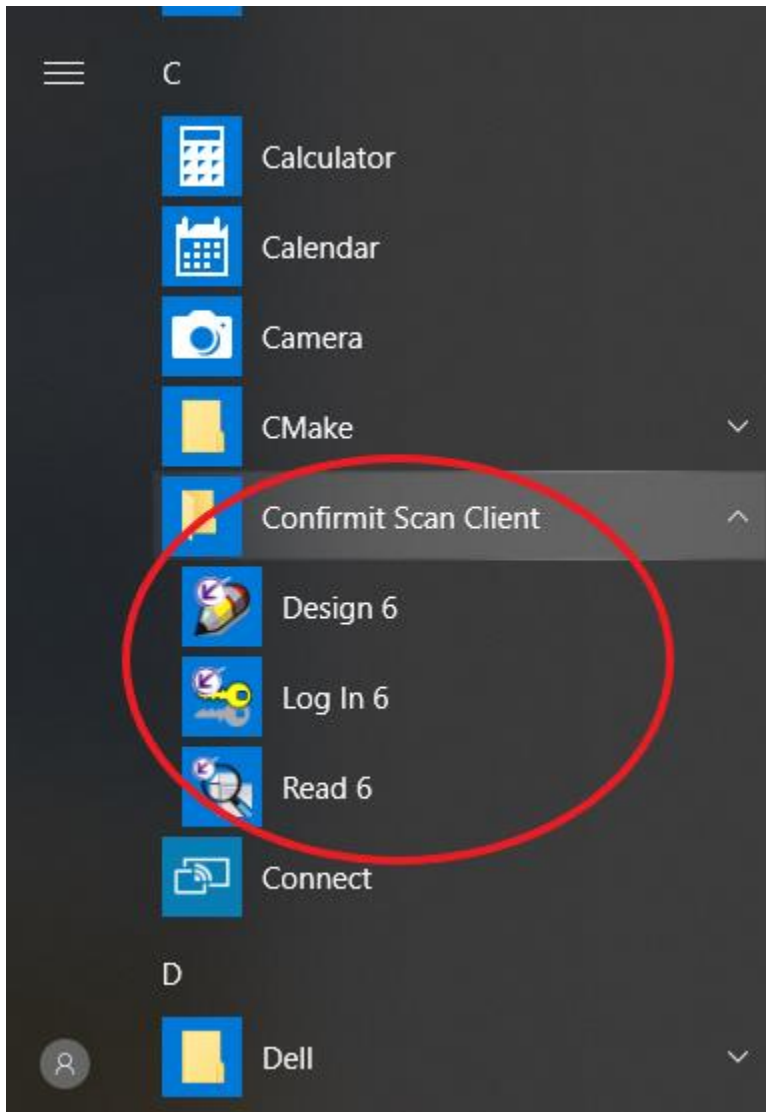 C
Calculator
Calendar
Camera
CMake
Confirmit Scan Client
Design 6
Log In 6
Read 6
Connect
D
Dell